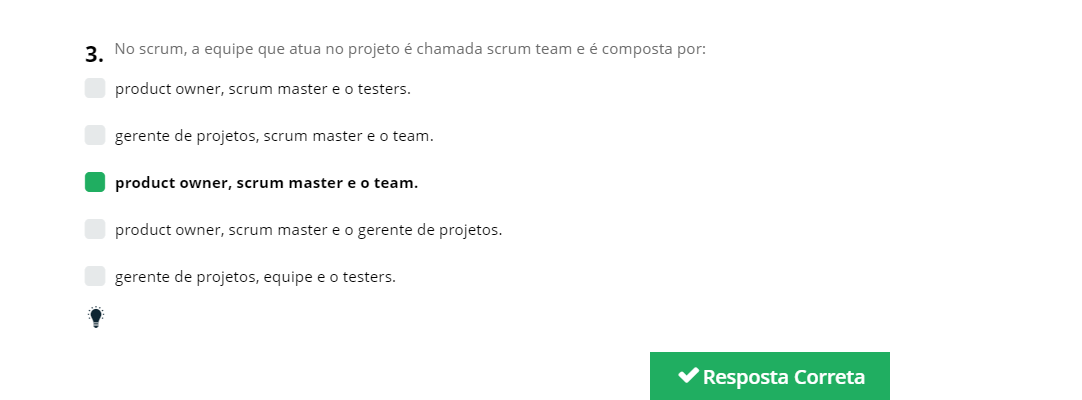 3. No scrum, a equipe que atua no projeto é chamada scrum team e é composta por:
product owner, scrum master e o testers.
gerente de projetos, scrum master e o team.
product owner, scrum master e o team.
product owner, scrum master e o gerente de projetos.
gerente de projetos, equipe e o testers.
Resposta Correta